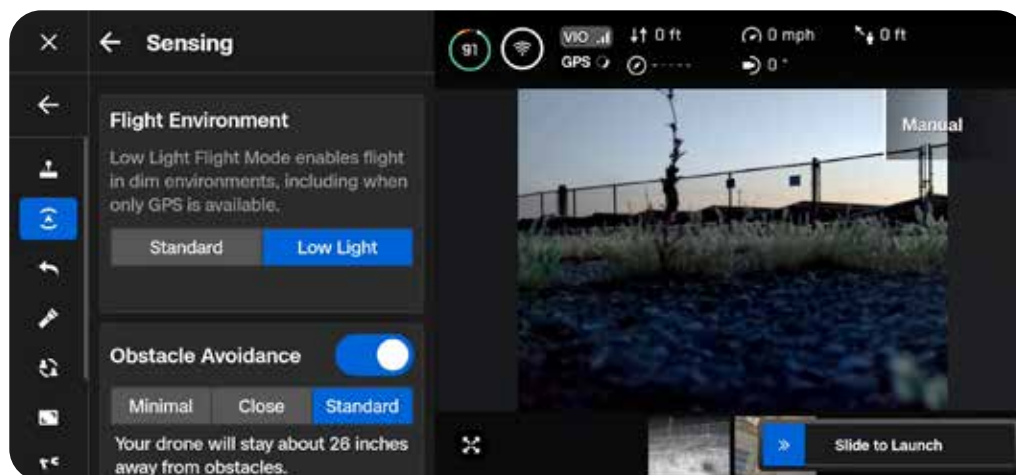 Sensing
Flight Environment
Low Light Flight Mode enables flight
in dim environments, including when
only GPS is available.
Standard
Low Light
Obstacle Avoidance
Minimal
Close
Standard
Your drone will stay about 26 inches
away from obstacles.
91
VIO
0 ft
0 mph
0 ft
GPS
-----
0 °
Manual
Slide to Launch